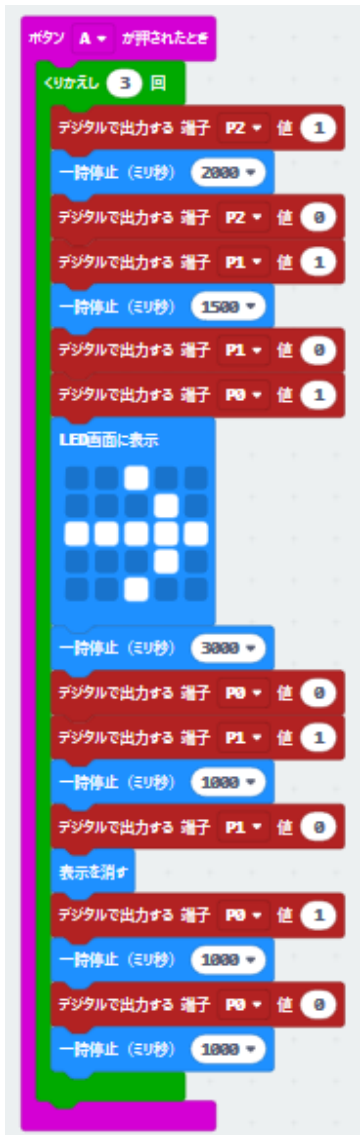 ボタン A が押されたとき
くりかえし 3 回
デジタルで出力する 端子 P2 値 1
一時停止（ミリ秒） 2000
デジタルで出力する 端子 P2 値 0
デジタルで出力する 端子 P1 値 1
一時停止（ミリ秒） 1500
デジタルで出力する 端子 P1 値 0
デジタルで出力する 端子 P0 値 1
LED画面に表示
一時停止（ミリ秒） 3000
デジタルで出力する 端子 P0 値 0
デジタルで出力する 端子 P1 値 1
一時停止（ミリ秒） 1000
デジタルで出力する 端子 P1 値 0
表示を消す
デジタルで出力する 端子 P0 値 1
一時停止（ミリ秒） 1000
デジタルで出力する 端子 P0 値 0
一時停止（ミリ秒） 1000